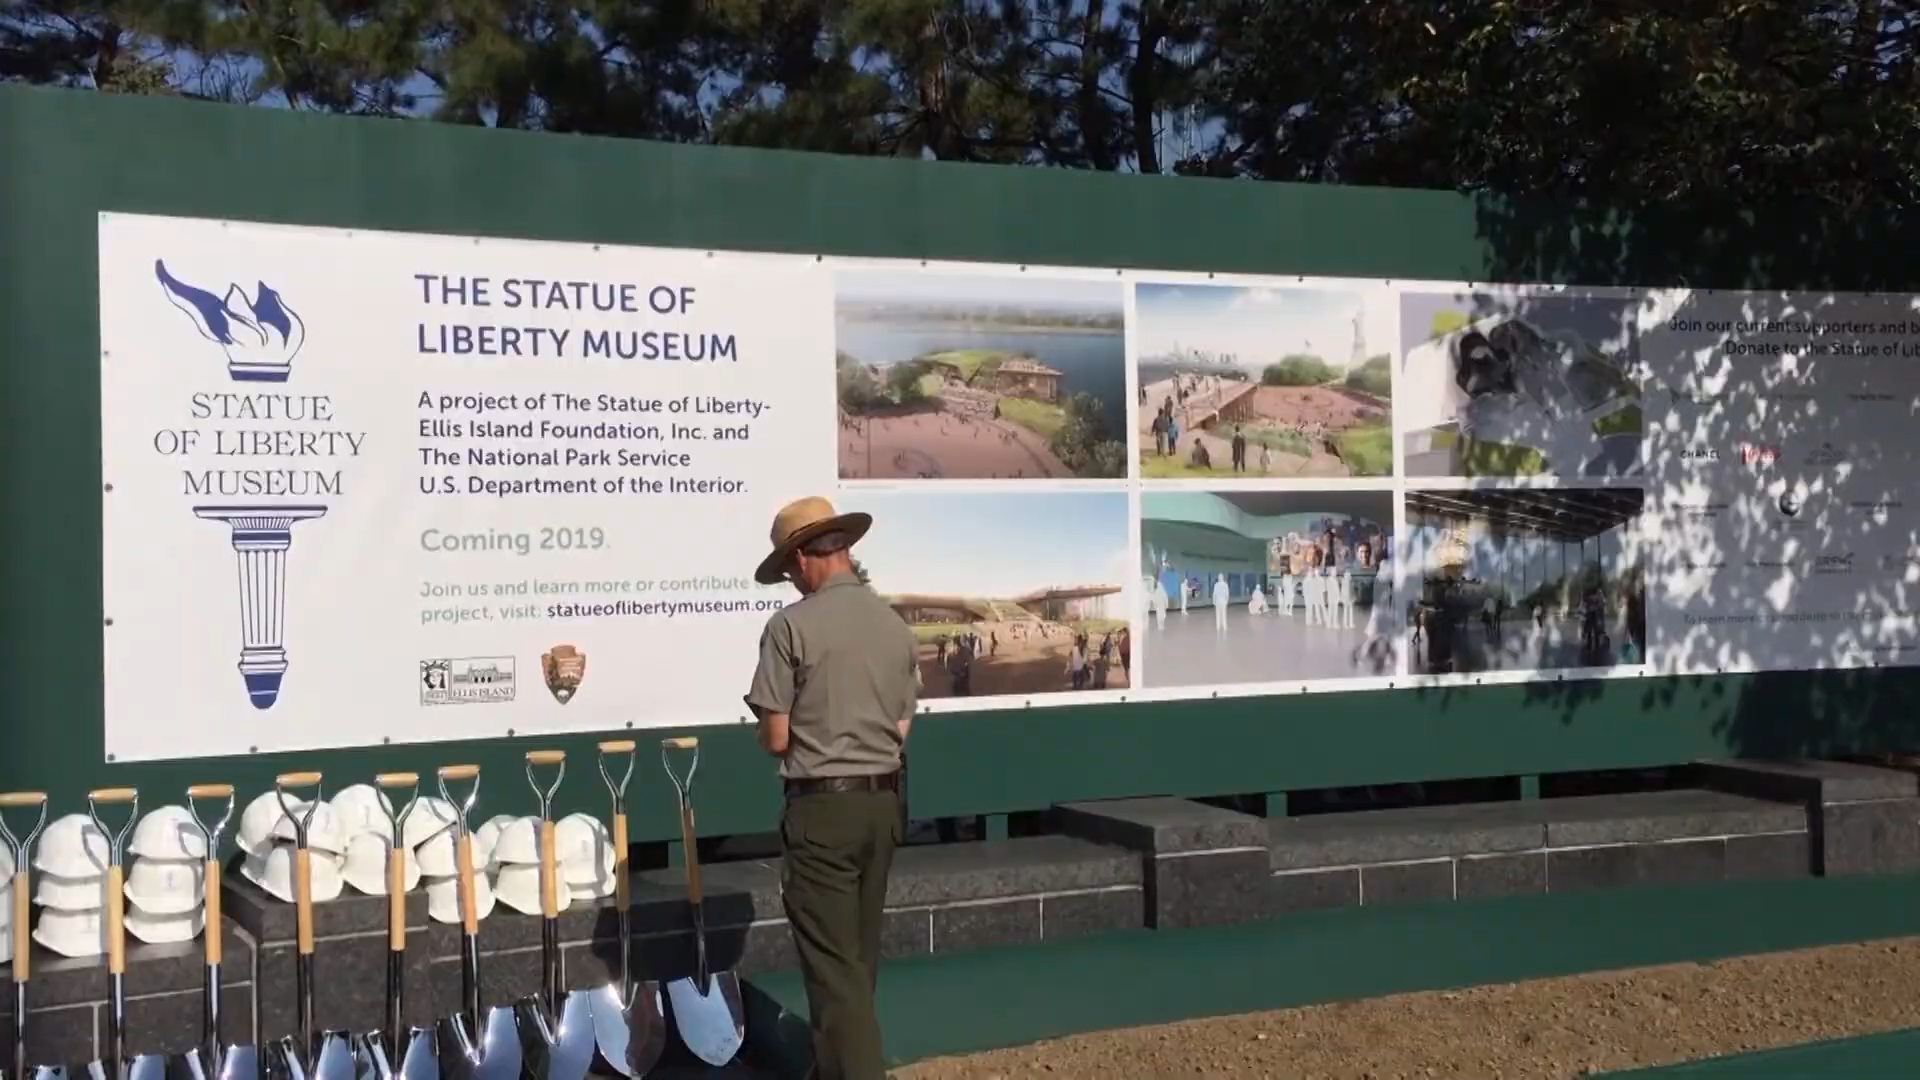 STATUE
OF LIBERTY
MUSEUM
THE STATUE OF
LIBERTY MUSEUM
A project of The Statue of Liberty-
Ellis Island Foundation, Inc. and
The National Park Service
U.S. Department of the Interior.
Coming 2019.
Join us and learn more or contribute
project, visit: statueoflibertymuseum.org
ELLIS ISLAND
Join our current supporters and
Donate to the Statue of
CHANEL